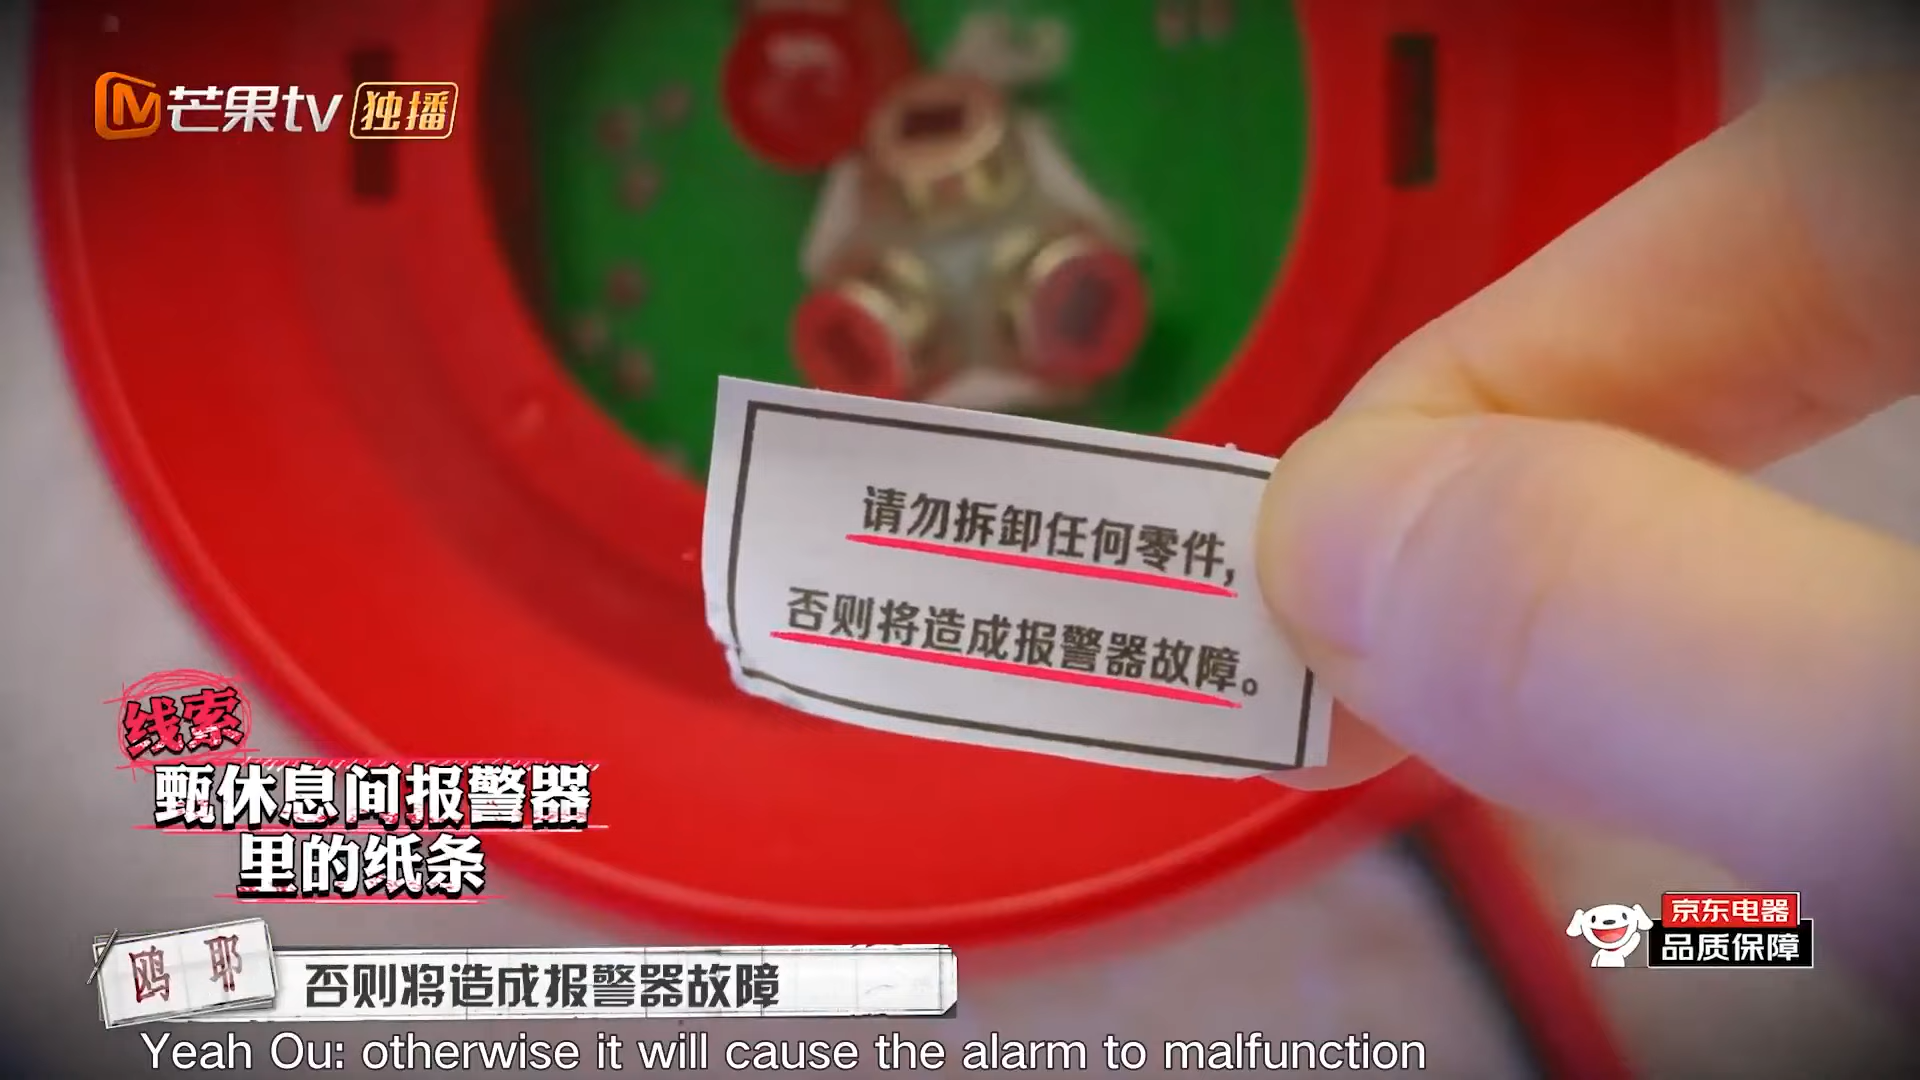 芒果tv 独播
请勿拆卸任何零件,
否则将造成报警器故障。
线索
甄休息间报警器
里的纸条
京东电器
品质保障
鸥 耶
否则将造成报警器故障
Yeah Ou: otherwise it will cause the alarm to malfunction